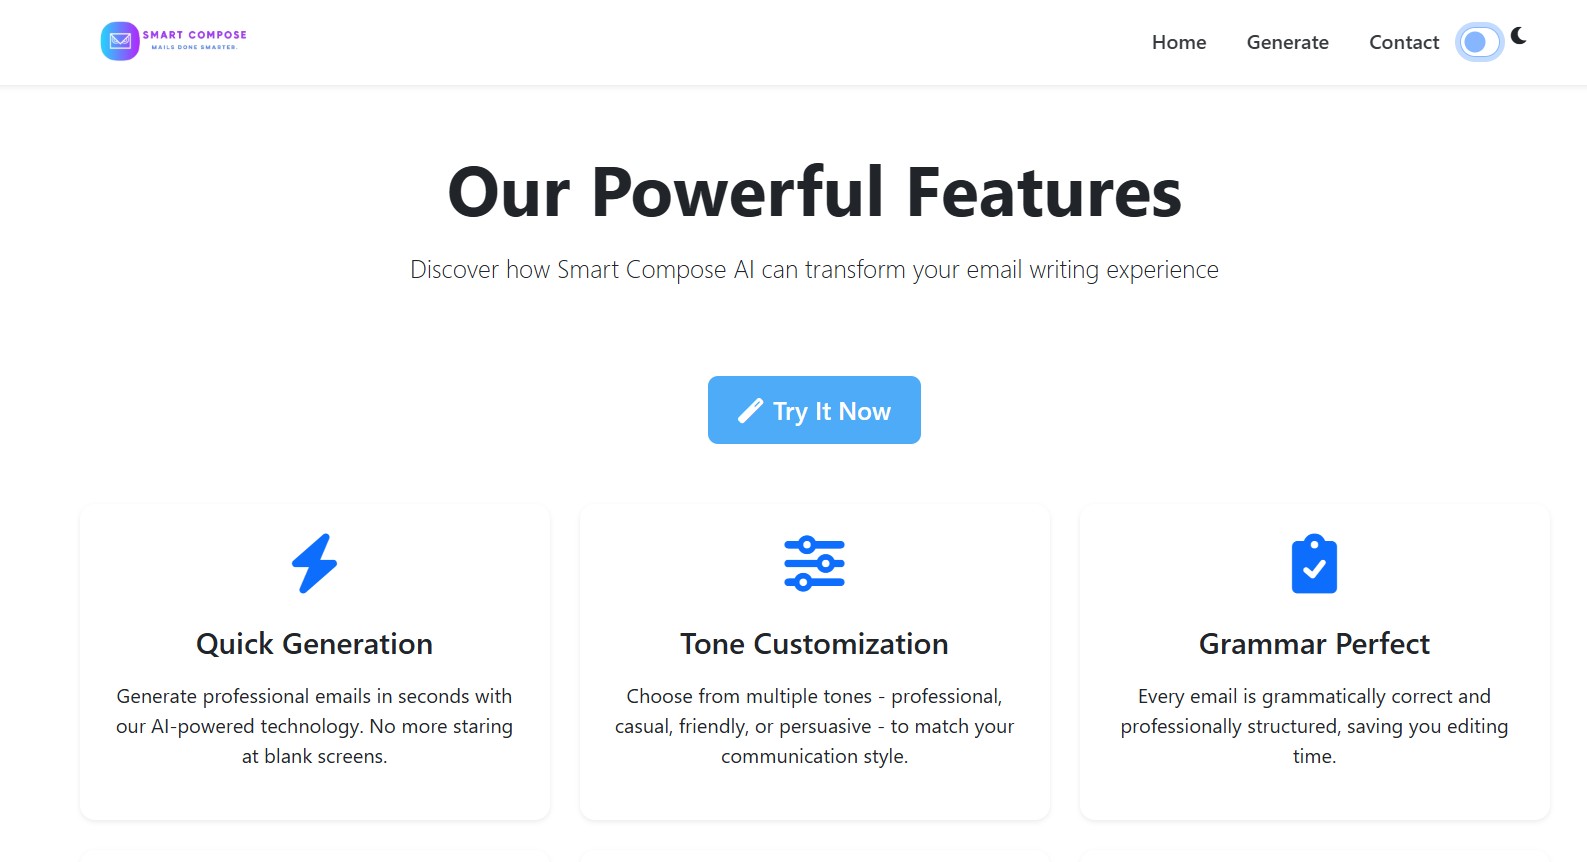 SMART COMPOSE
MAILS DONE SMARTER.
Home
Generate
Contact
Our Powerful Features
Discover how Smart Compose AI can transform your email writing experience
Try It Now
Quick Generation
Generate professional emails in seconds with
our AI-powered technology. No more staring
at blank screens.
Tone Customization
Choose from multiple tones - professional,
casual, friendly, or persuasive - to match your
communication style.
Grammar Perfect
Every email is grammatically correct and
professionally structured, saving you editing
time.